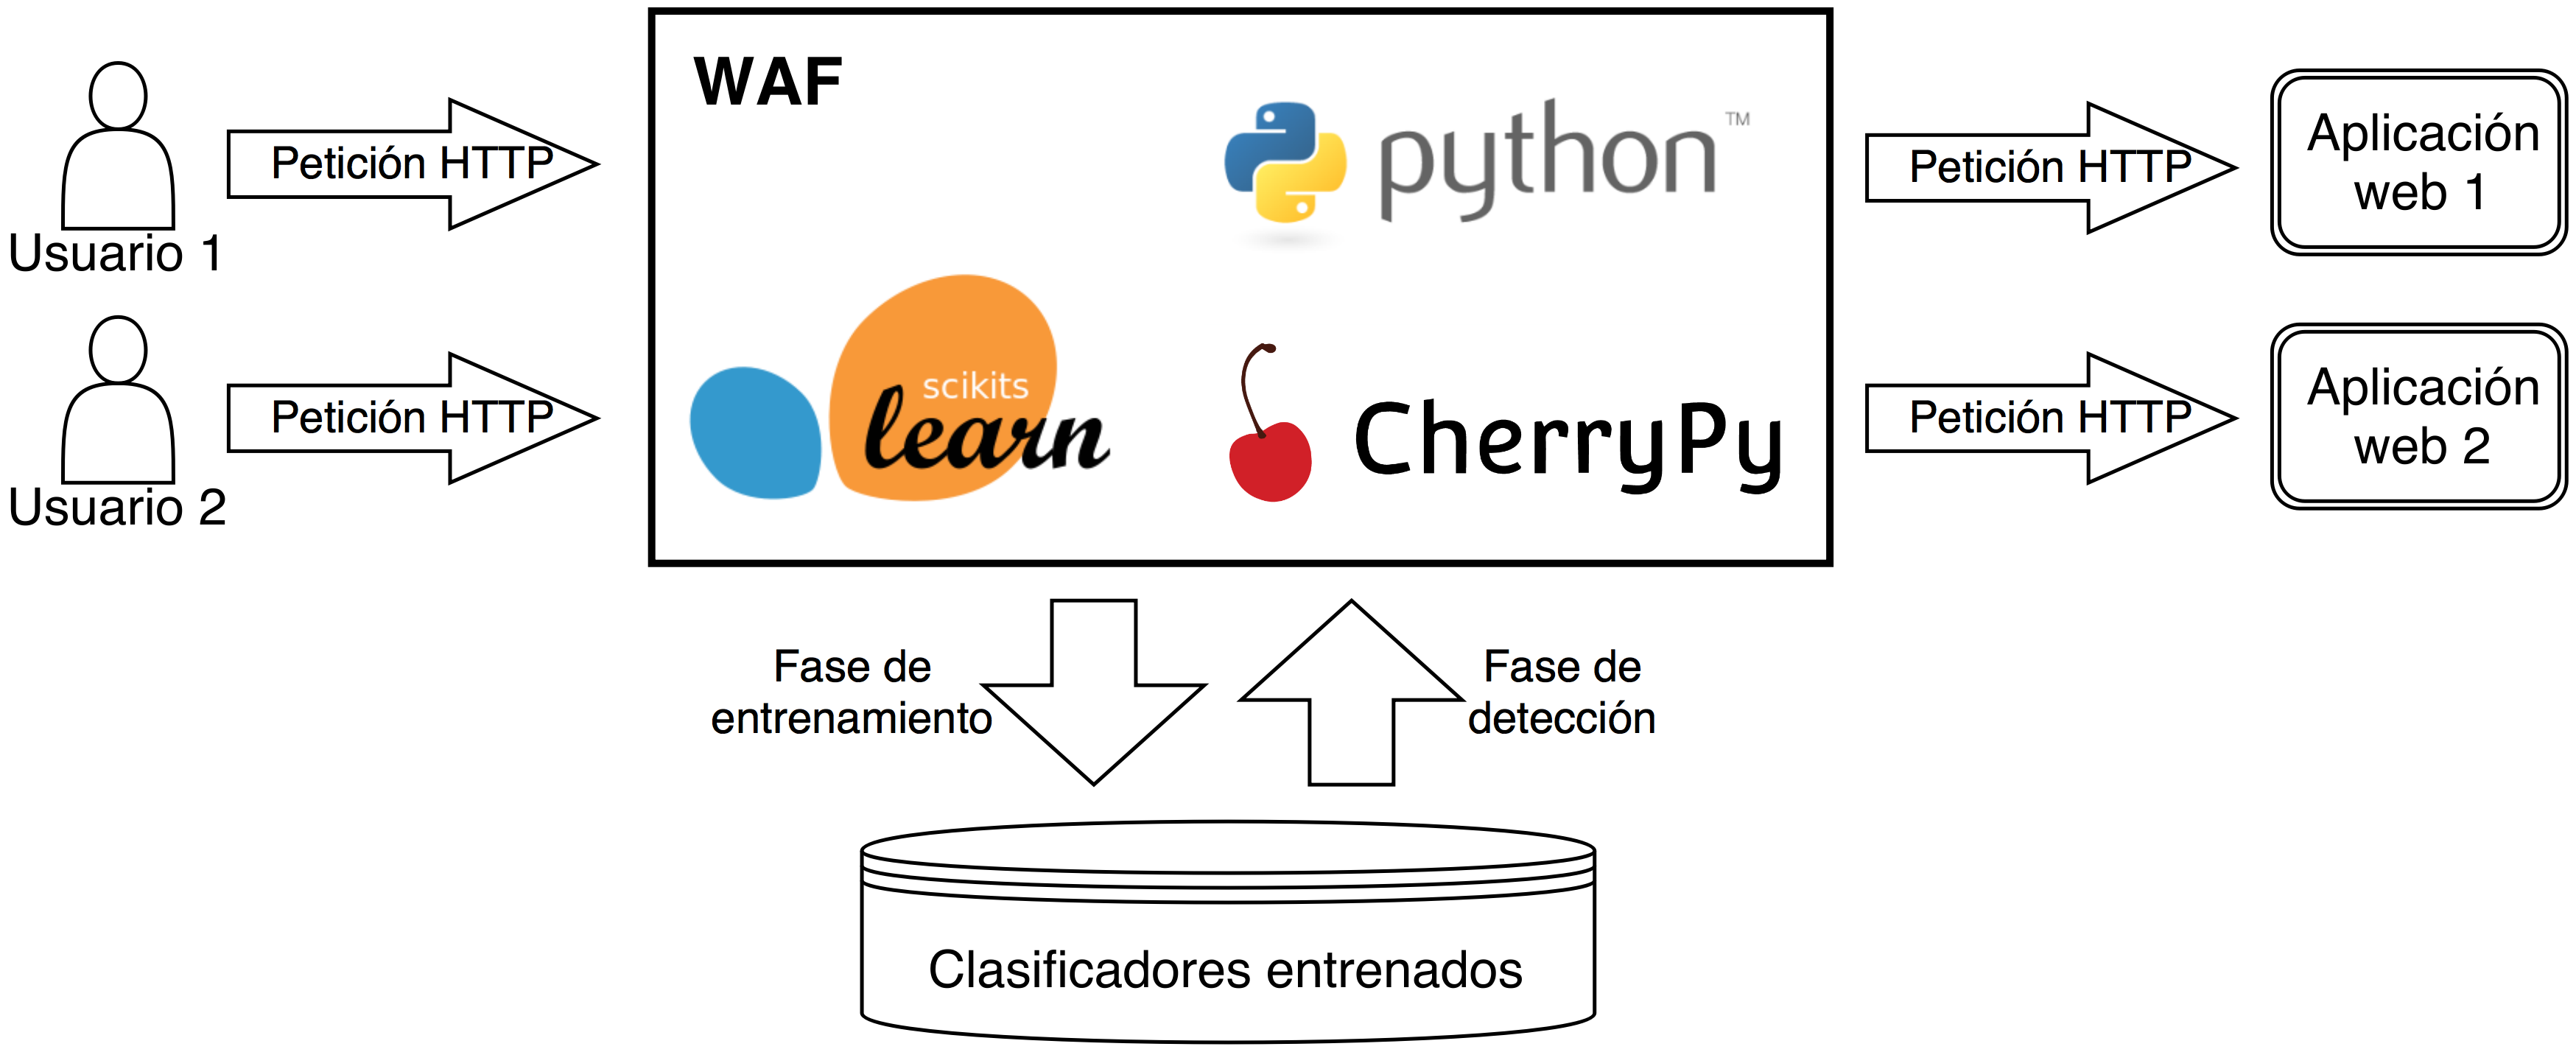 WAF
python™
Petición HTTP
Petición HTTP
Aplicación
web 1
Usuario 1
scikits
learn
CherryPy
Petición HTTP
Petición HTTP
Aplicación
web 2
Usuario 2
Fase de
entrenamiento
Fase de
detección
Clasificadores entrenados